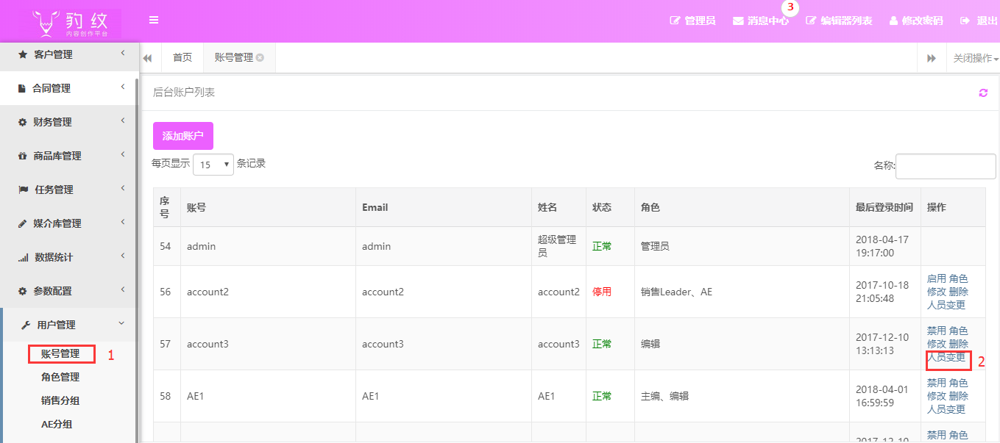 豹纹
内容创作平台
管理员
消息中心
3
编辑器列表
修改密码
退出
客户管理
合同管理
财务管理
商品库管理
任务管理
媒介库管理
数据统计
参数配置
用户管理
账号管理
1
角色管理
销售分组
AE分组
首页
账号管理
关闭操作
后台账户列表
添加账户
每页显示 15 条记录
名称:
序号 账号 Email 姓名 状态 角色 最后登录时间 操作
54 admin admin 超级管理员 正常 管理员 2018-04-17 19:17:00
56 account2 account2 account2 停用 销售Leader、AE 2017-10-18 21:05:48 启用 角色 修改 删除 人员变更
57 account3 account3 account3 正常 编辑 2017-12-10 13:13:13 禁用 角色 修改 删除 人员变更
2
58 AE1 AE1 AE1 正常 主编、编辑 2018-04-01 16:59:59 禁用 角色 修改 删除 人员变更
2017-12-10 禁用 角色